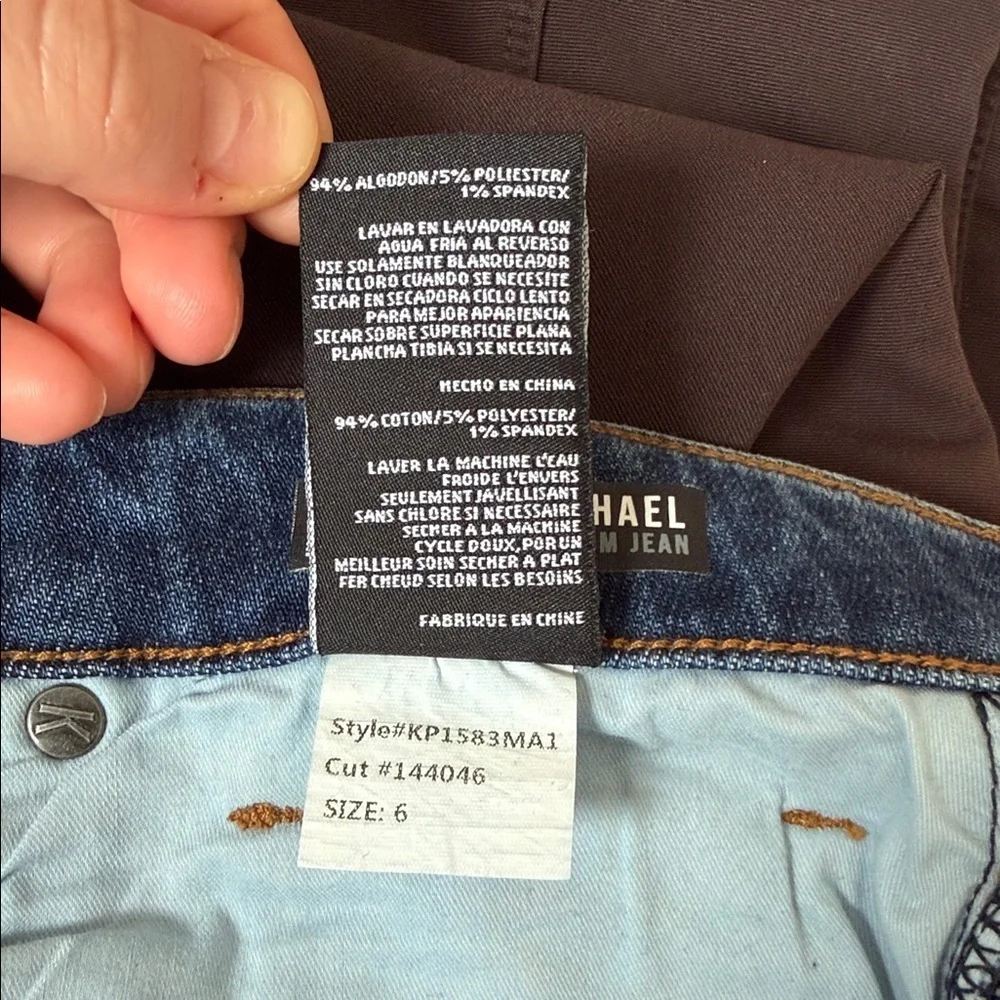 94% ALGODON/5% POLIESTER/
1% SPANDEX
LAVAR EN LAVADORA CON
AGUA FRIA AL REVERSO
USE SOLAMENTE BLANQUEADOR
SIN CLORO CUANDO SE NECESITE
SECAR EN SECADORA CICLO LENTO
PARA MEJOR APARIENCIA
SECAR SOBRE SUPERFICIE PLANA
PLANCHA TIBIA SI SE NECESITA
HECHO EN CHINA
94% COTON/5% POLYESTER/
1% SPANDEX
LAVER LA MACHINE L'EAU
FROIDE L'ENVERS
SEULEMENT JAVELLISANT
SANS CHLORE SI NECESSAIRE
SECHER A LA MACHINE
CYCLE DOUX, POR UN
MEILLEUR SOIN SECHER A PLAT
FER CHEUD SELON LES BESOINS
FABRIQUE EN CHINE
HAEL
M JEAN
K
Style#KP1583MA1
Cut #144046
SIZE: 6